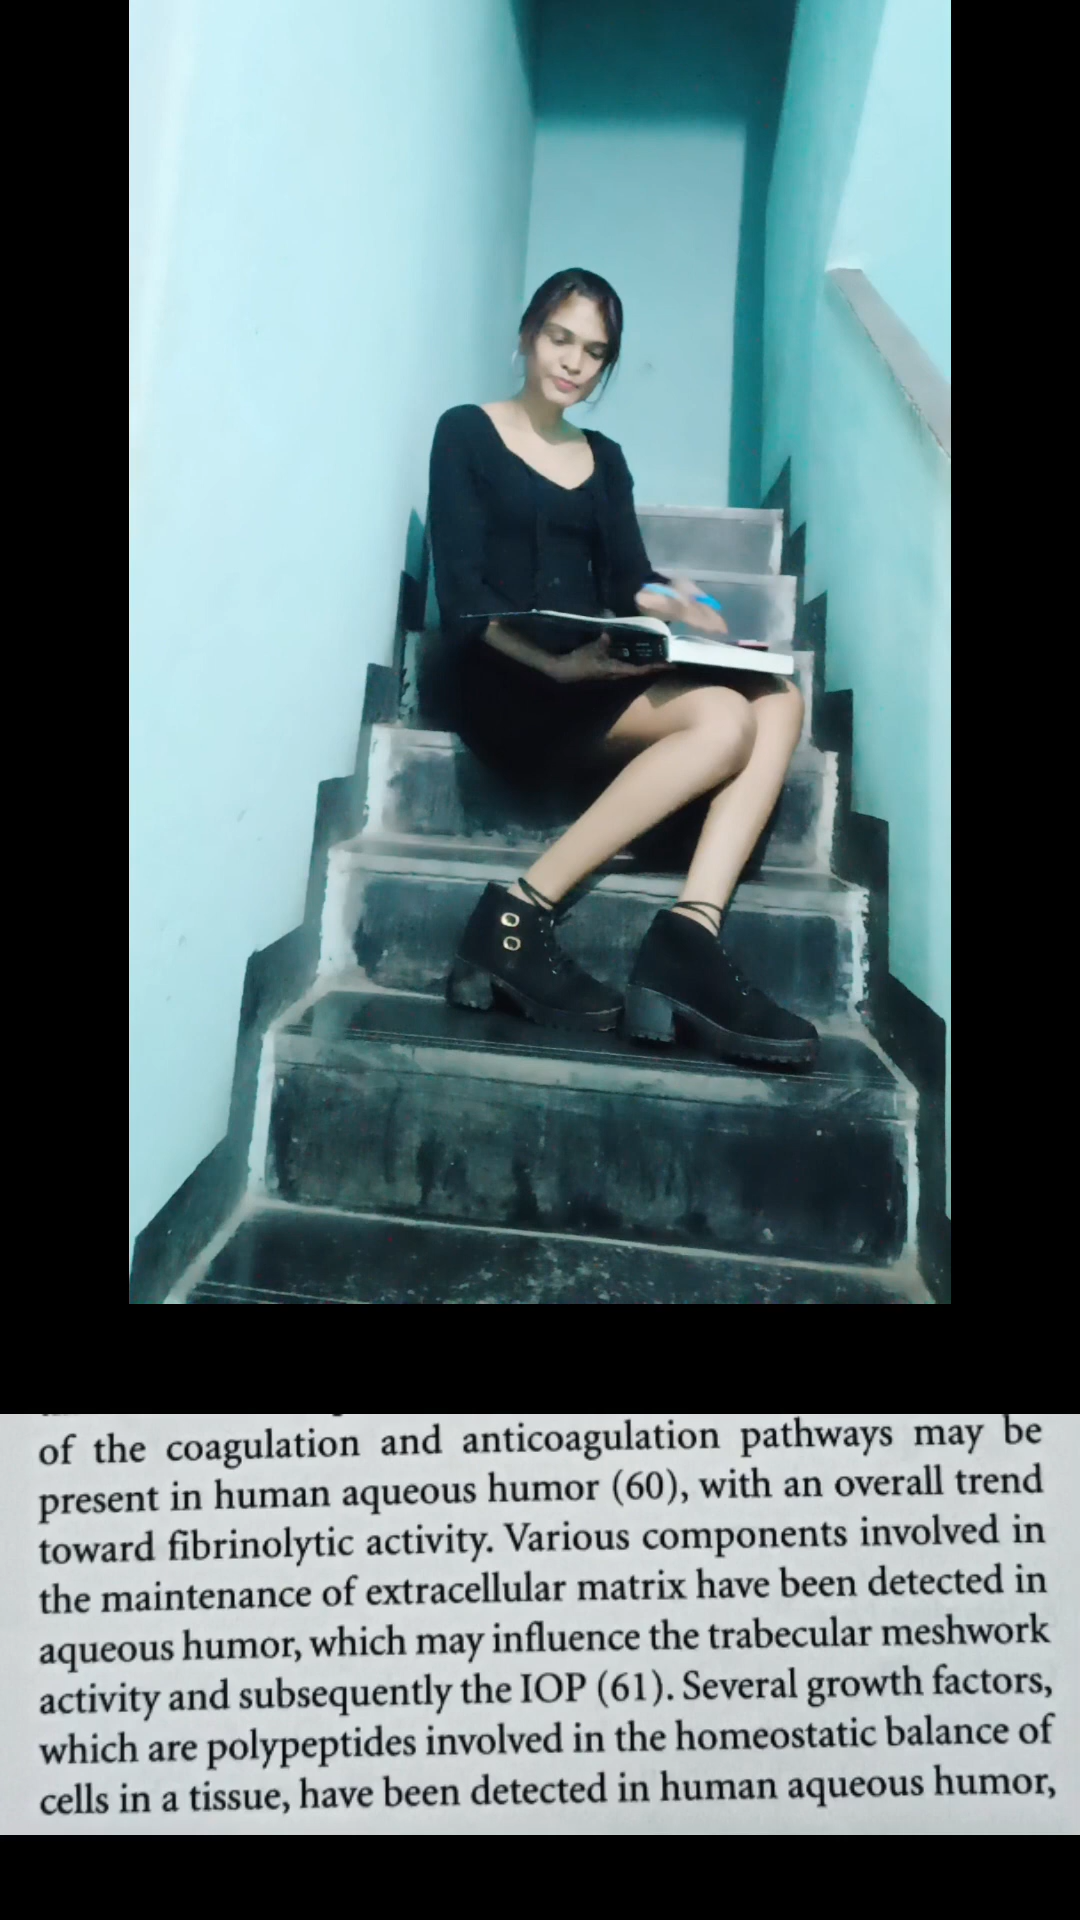 of the coagulation and anticoagulation pathways may be
present in human aqueous humor (60), with an overall trend
toward fibrinolytic activity. Various components involved in
the maintenance of extracellular matrix have been detected in
aqueous humor, which may influence the trabecular meshwork
activity and subsequently the IOP (61). Several growth factors,
which are polypeptides involved in the homeostatic balance of
cells in a tissue, have been detected in human aqueous humor,